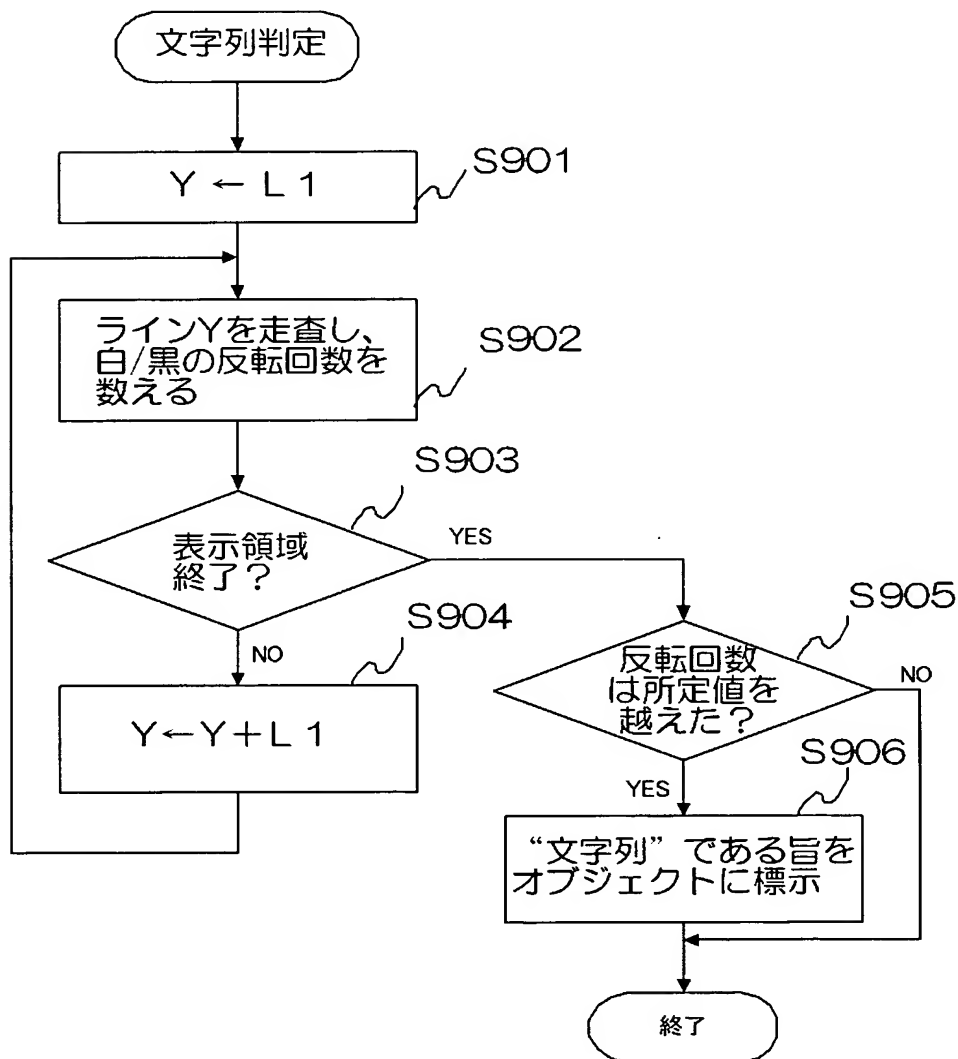 文字列判定
Y ← L 1
S901
ラインYを走査し、
白/黒の反転回数を
数える
S902
S903
表示領域
終了？
YES
NO
S904
Y←Y＋L 1
S905
反転回数
は所定値を
越えた？
NO
YES
S906
“文字列”である旨を
オブジェクトに標示
終了